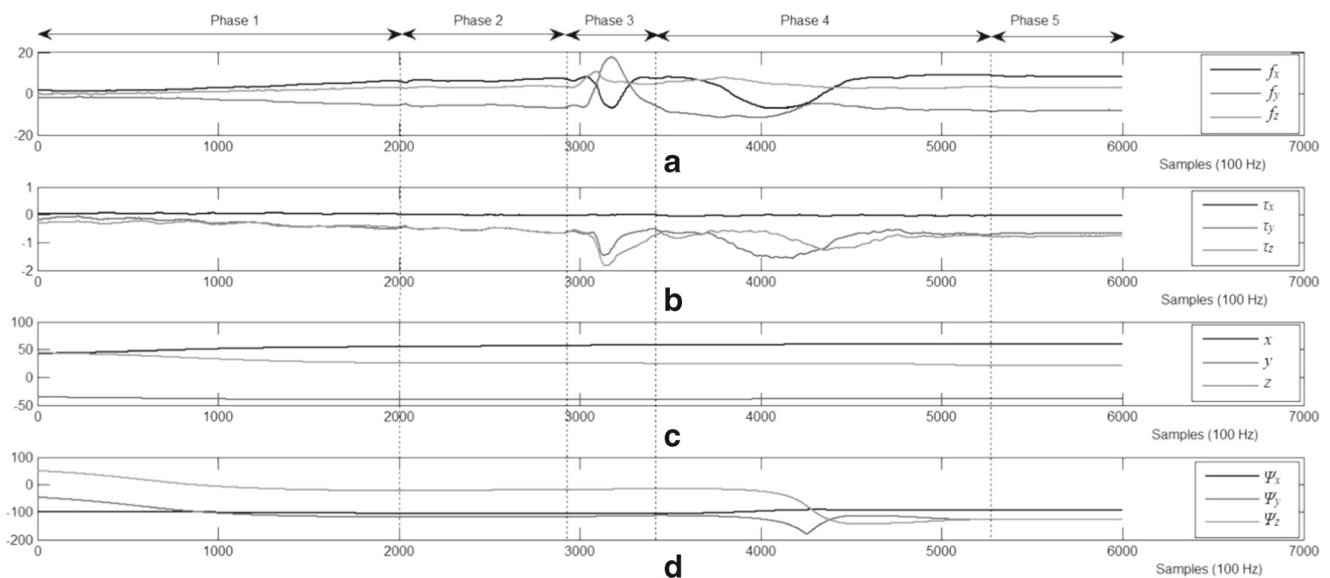 Phase 1 Phase 2 Phase 3 Phase 4 Phase 5
20
0
-20
0 1000 2000 3000 4000 5000 6000 7000
fx
fy
fz
a
Samples (100 Hz)
1
0
-1
-2
0 1000 2000 3000 4000 5000 6000 7000
τx
τy
τz
b
Samples (100 Hz)
100
50
0
-50
0 1000 2000 3000 4000 5000 6000 7000
x
y
z
c
Samples (100 Hz)
100
0
-100
-200
0 1000 2000 3000 4000 5000 6000 7000
Ψx
Ψy
Ψz
d
Samples (100 Hz)